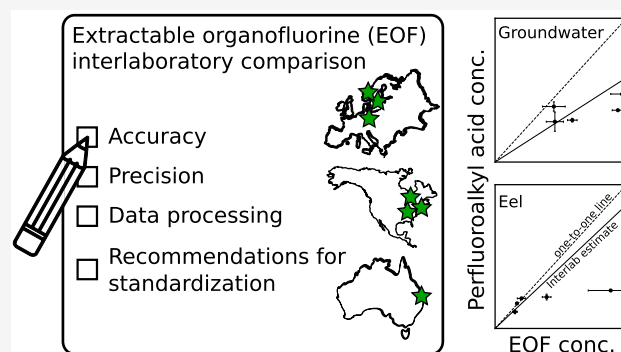 Extractable organofluorine (EOF)
interlaboratory comparison
Accuracy
Precision
Data processing
Recommendations for
standardization
Perfluoroalkyl acid conc.
Groundwater
Eel
one-to-one line
Interlab estimate
EOF conc.